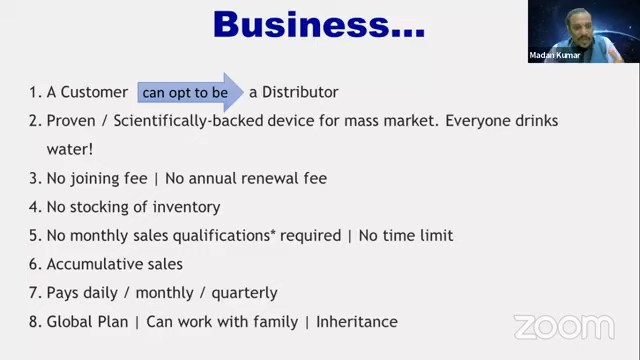 Business...
Madan Kumar
1. A Customer can opt to be a Distributor
2. Proven / Scientifically-backed device for mass market. Everyone drinks
water!
3. No joining fee | No annual renewal fee
4. No stocking of inventory
5. No monthly sales qualifications* required | No time limit
6. Accumulative sales
7. Pays daily / monthly / quarterly
8. Global Plan | Can work with family | Inheritance
zoom